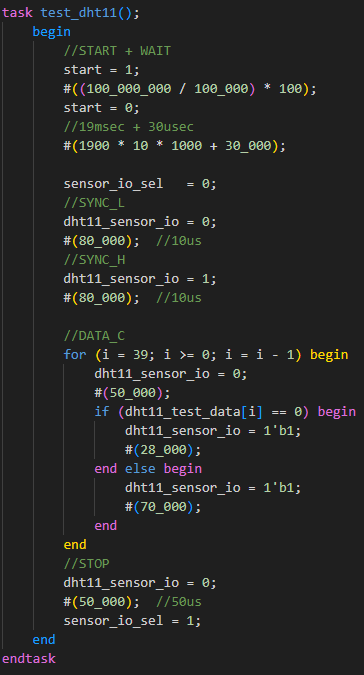 task test_dht11();
begin
//START + WAIT
start = 1;
#((100_000_000 / 100_000) * 100);
start = 0;
//19msec + 30usec
#(1900 * 10 * 1000 + 30_000);
sensor_io_sel   = 0;
//SYNC_L
dht11_sensor_io = 0;
#(80_000);  //10us
//SYNC_H
dht11_sensor_io = 1;
#(80_000);  //10us
//DATA_C
for (i = 39; i >= 0; i = i - 1) begin
dht11_sensor_io = 0;
#(50_000);
if (dht11_test_data[i] == 0) begin
dht11_sensor_io = 1'b1;
#(28_000);
end else begin
dht11_sensor_io = 1'b1;
#(70_000);
end
end
//STOP
dht11_sensor_io = 0;
#(50_000);  //50us
sensor_io_sel = 1;
end
endtask